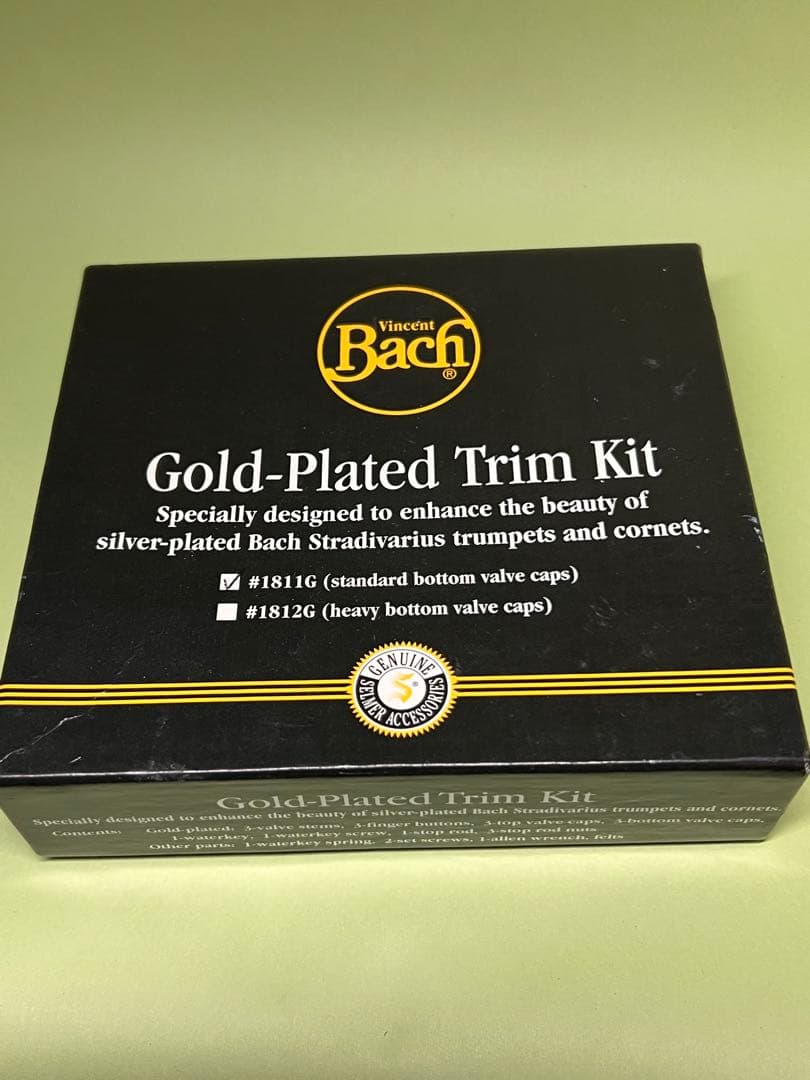 Vincent
Bach
®
Gold-Plated Trim Kit
Specially designed to enhance the beauty of
silver-plated Bach Stradivarius trumpets and cornets.
#1811G (standard bottom valve caps)
#1812G (heavy bottom valve caps)
GENUINE
SELMER ACCESSORIES
Gold-Plated Trim Kit
Specially designed to enhance the beauty of silver-plated Bach Stradivarius trumpets and cornets.
Contents: Gold-plated: 3-valve stems, 3-finger buttons, 3-top valve caps, 3-bottom valve caps,
1-waterkey, 1-waterkey screw, 1-stop rod, 3-stop rod nuts
Other parts: 1-waterkey spring, 2-set screws, 1-allen wrench, felts